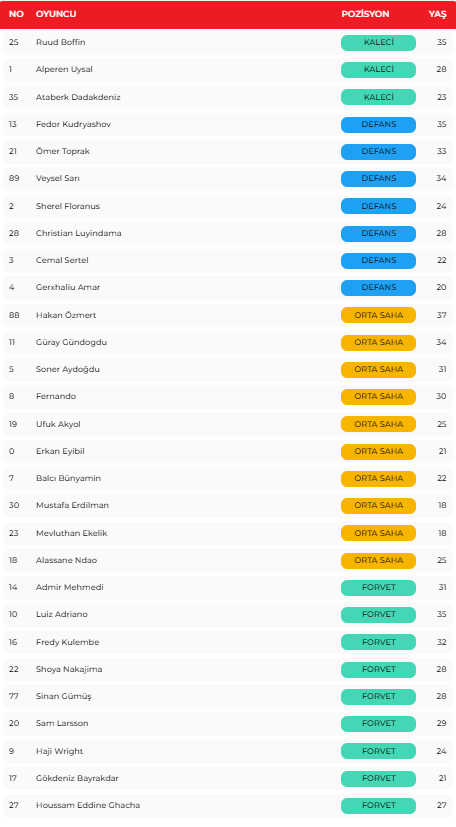 NO OYUNCU POZİSYON YAŞ
25 Ruud Boffin KALECİ 35
1 Alperen Uysal KALECİ 28
35 Ataberk Dadakdeniz KALECİ 23
13 Fedor Kudryashov DEFANS 35
21 Ömer Toprak DEFANS 33
89 Veysel Sarı DEFANS 34
2 Sherel Floranus DEFANS 24
28 Christian Luyindama DEFANS 28
3 Cemal Sertel DEFANS 22
4 Gerxhaliu Amar DEFANS 20
88 Hakan Özmert ORTA SAHA 37
11 Güray Gündogdu ORTA SAHA 34
5 Soner Aydoğdu ORTA SAHA 31
8 Fernando ORTA SAHA 30
19 Ufuk Akyol ORTA SAHA 25
0 Erkan Eyibil ORTA SAHA 21
7 Balcı Bünyamin ORTA SAHA 22
30 Mustafa Erdilman ORTA SAHA 18
23 Mevluthan Ekelik ORTA SAHA 18
18 Alassane Ndao ORTA SAHA 25
14 Admir Mehmedi FORVET 31
10 Luiz Adriano FORVET 35
16 Fredy Kulembe FORVET 32
22 Shoya Nakajima FORVET 28
77 Sinan Gümüş FORVET 28
20 Sam Larsson FORVET 29
9 Haji Wright FORVET 24
17 Gökdeniz Bayrakdar FORVET 21
27 Houssam Eddine Ghacha FORVET 27